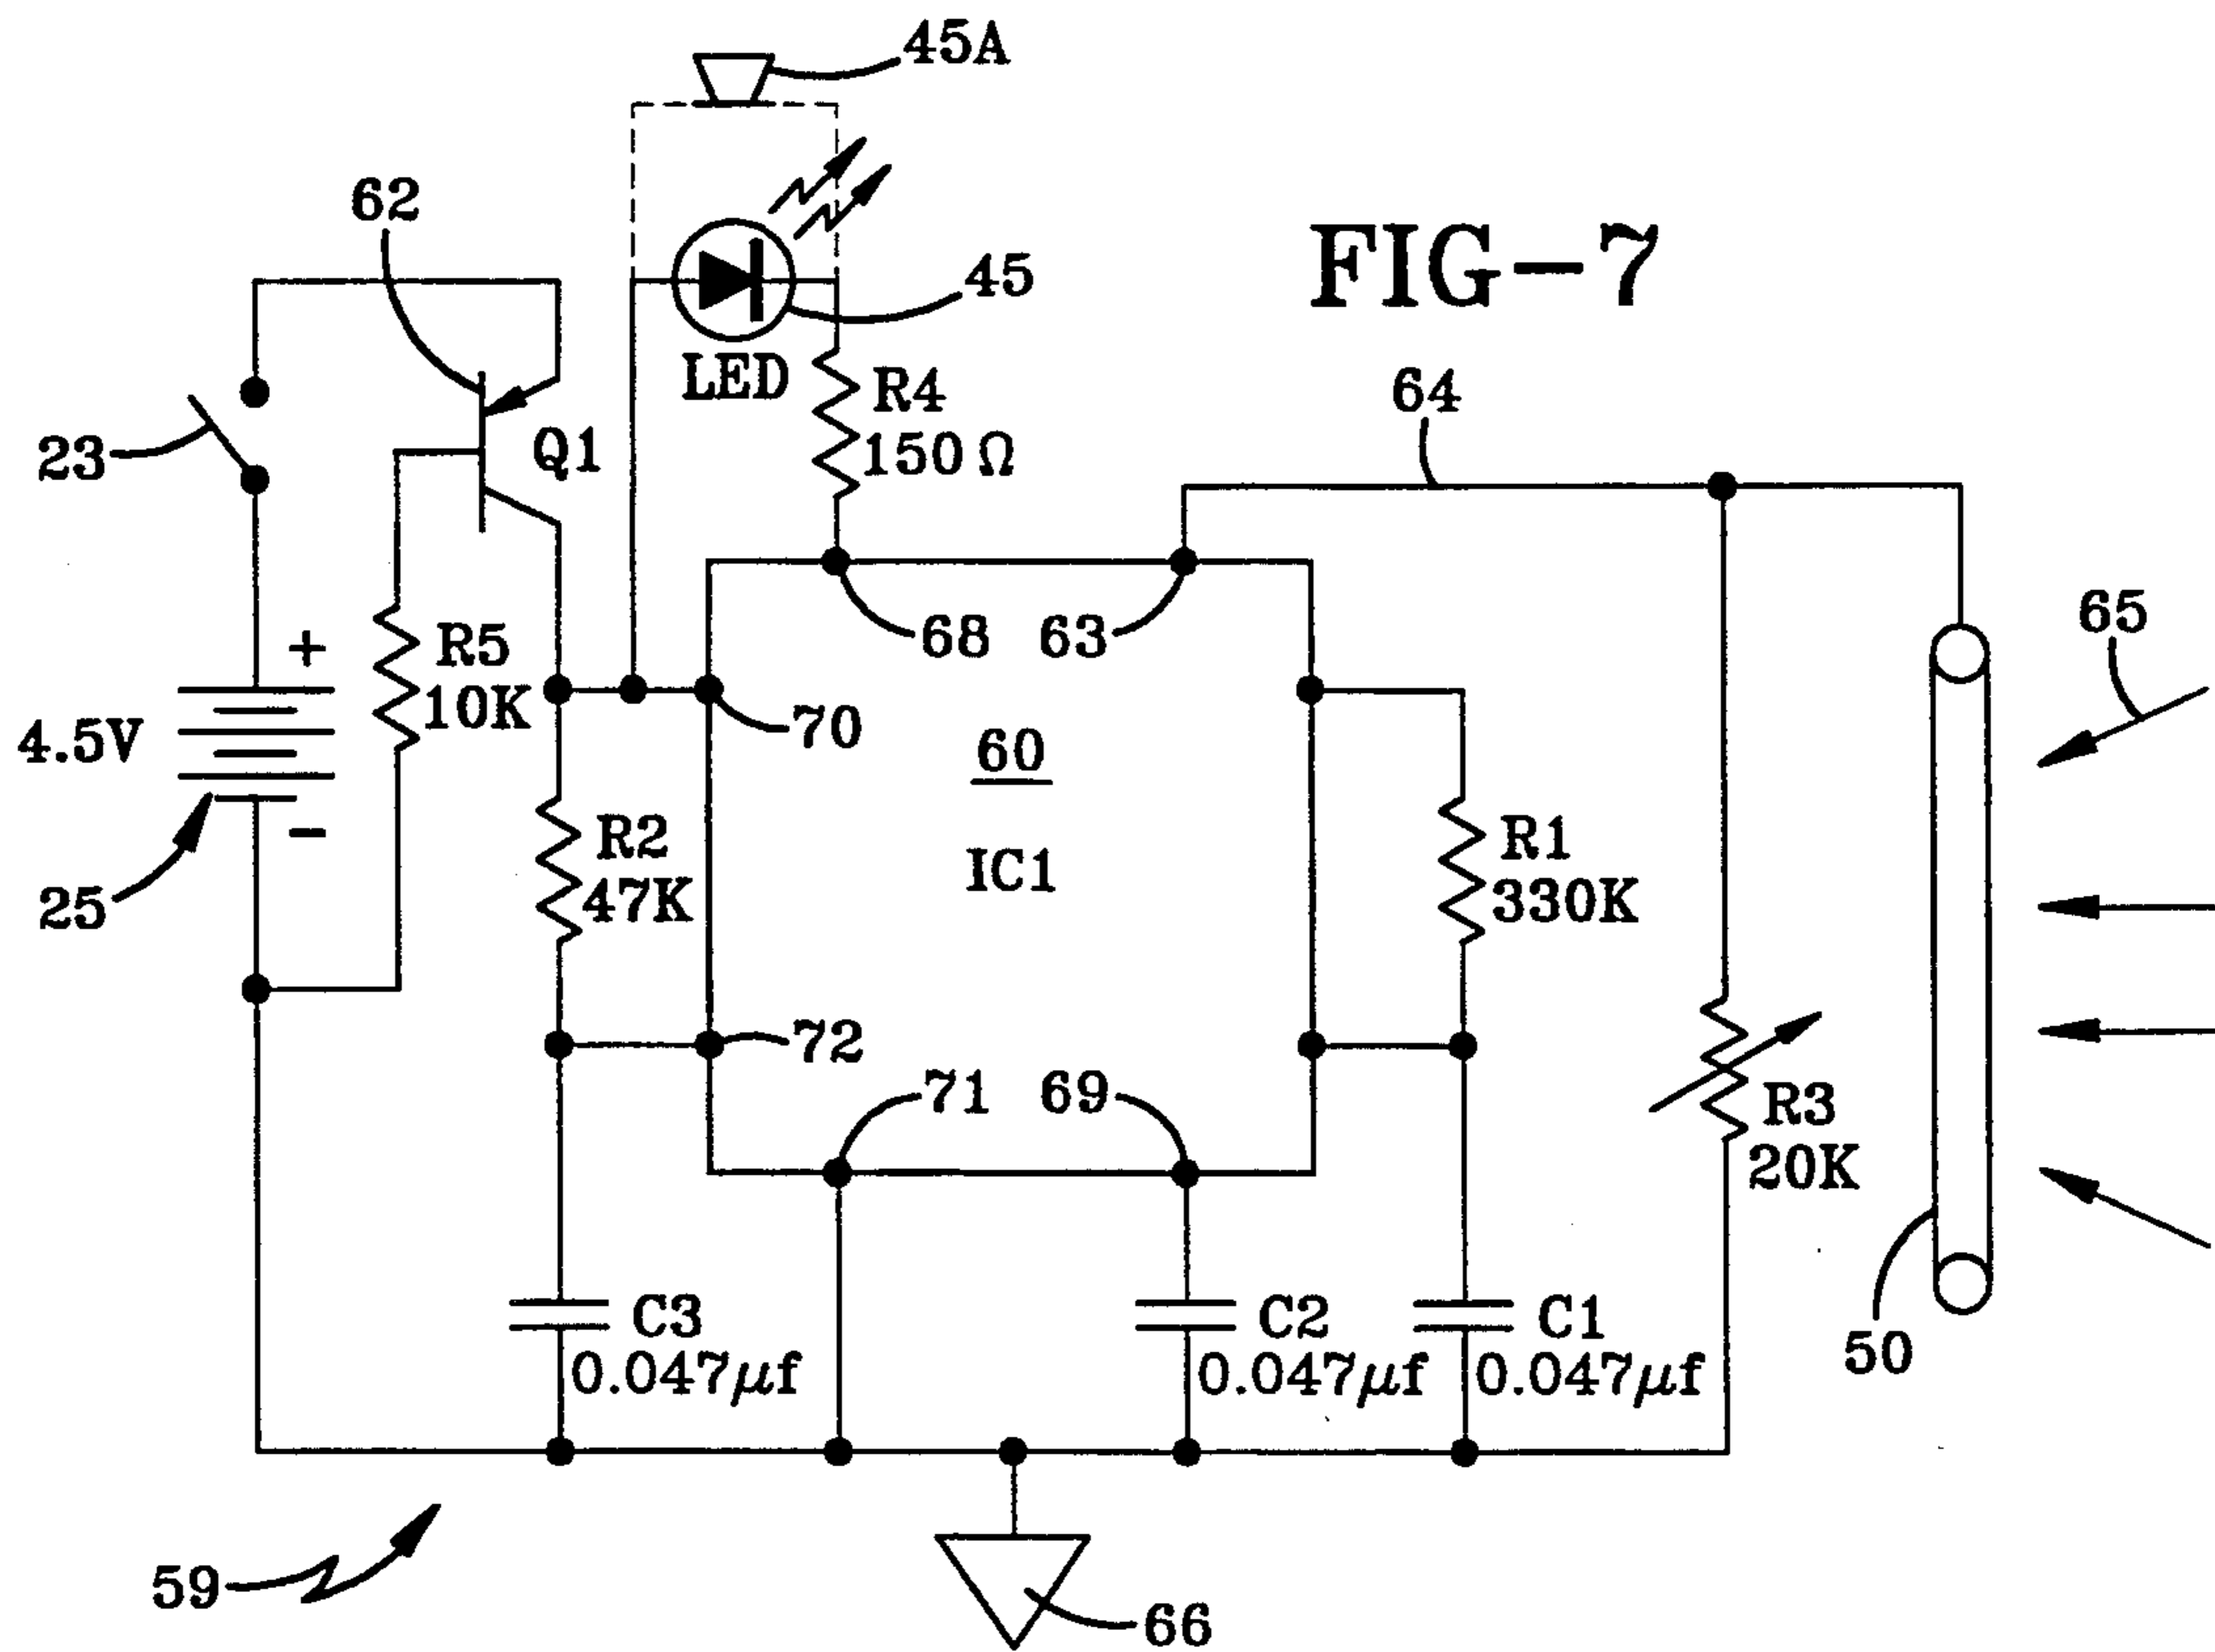 45A
62
FIG-7
45
LED
R4
150 Ω
64
23
Q1
65
68
63
+
R5
10K
4.5V
70
60
IC1
R2
47K
R1
330K
-
25
72
71
69
R3
20K
C3
0.047μf
C2
0.047μf
C1
0.047μf
50
59
66